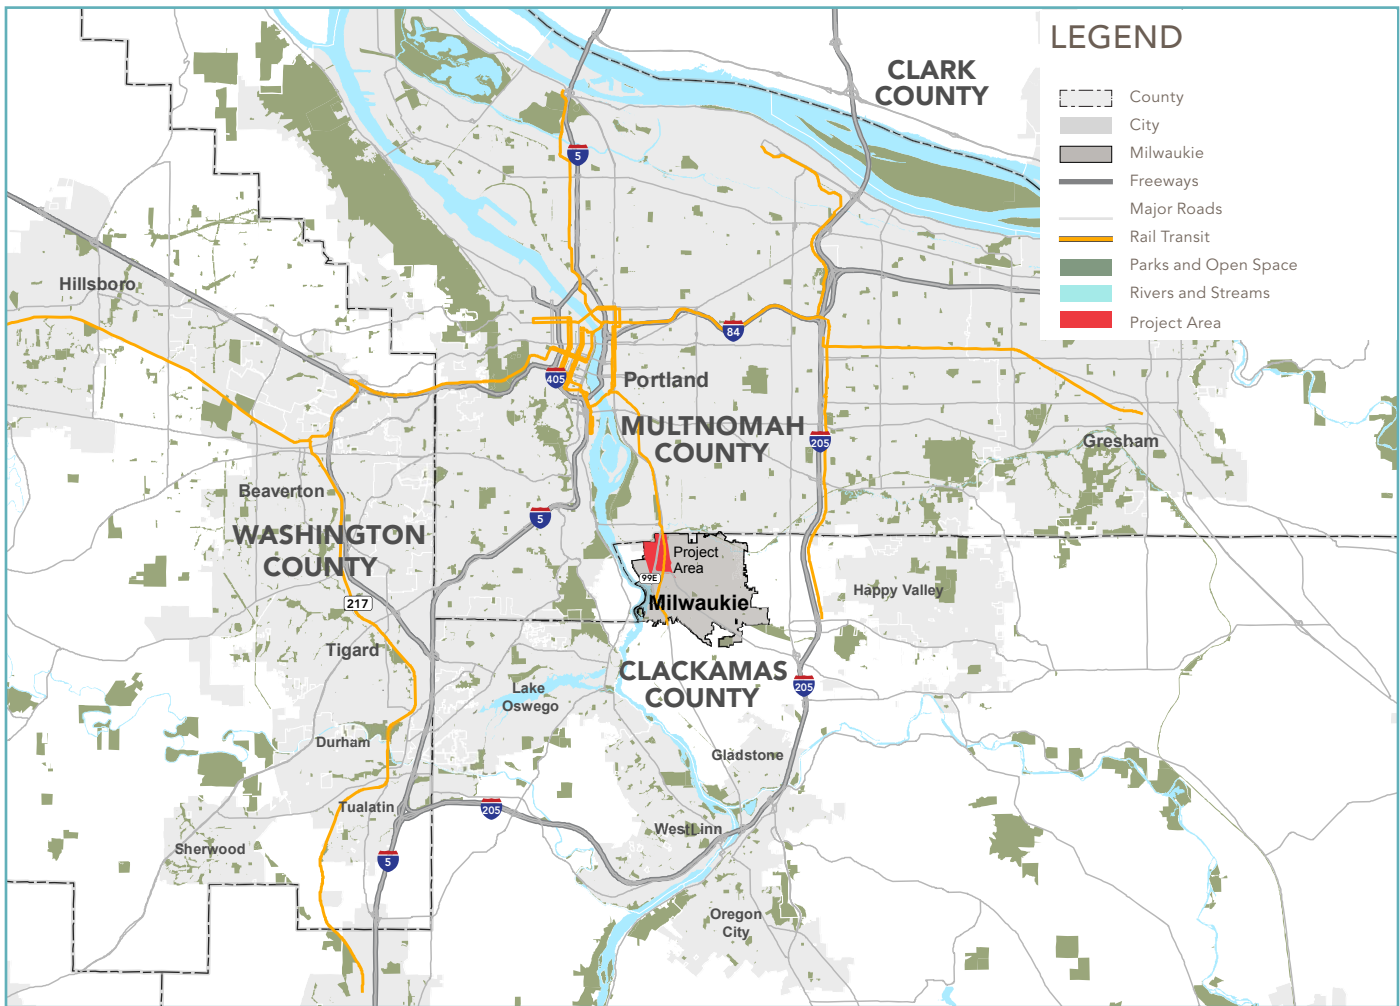 LEGEND
County
City
Milwaukie
Freeways
Major Roads
Rail Transit
Parks and Open Space
Rivers and Streams
Project Area
CLARK
COUNTY
5
Hillsboro
84
405
Portland
MULTNOMAH
COUNTY
205
Gresham
Beaverton
5
WASHINGTON
COUNTY
Project
Area
99E
Milwaukie
Happy Valley
217
Tigard
CLACKAMAS
COUNTY
205
Lake
Oswego
Durham
Gladstone
Tualatin
205
West Linn
Sherwood
5
Oregon
City